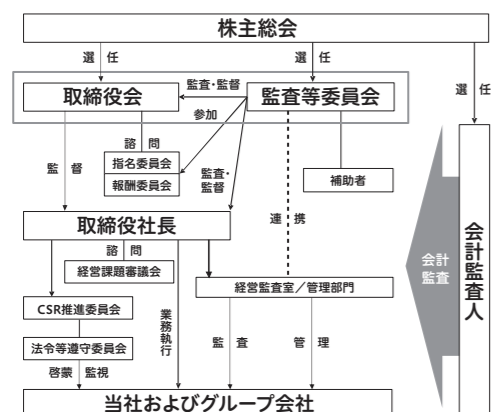 株主総会
選任
選任
選任
取締役会
監査・監督
監査等委員会
参加
諮問
指名委員会
報酬委員会
監督
監査・
監督
補助者
取締役社長
連携
会計監査人
会計
監査
諮問
経営課題審議会
経営監査室／管理部門
CSR推進委員会
業務執行
法令等遵守委員会
監査
管理
啓蒙 監視
当社およびグループ会社